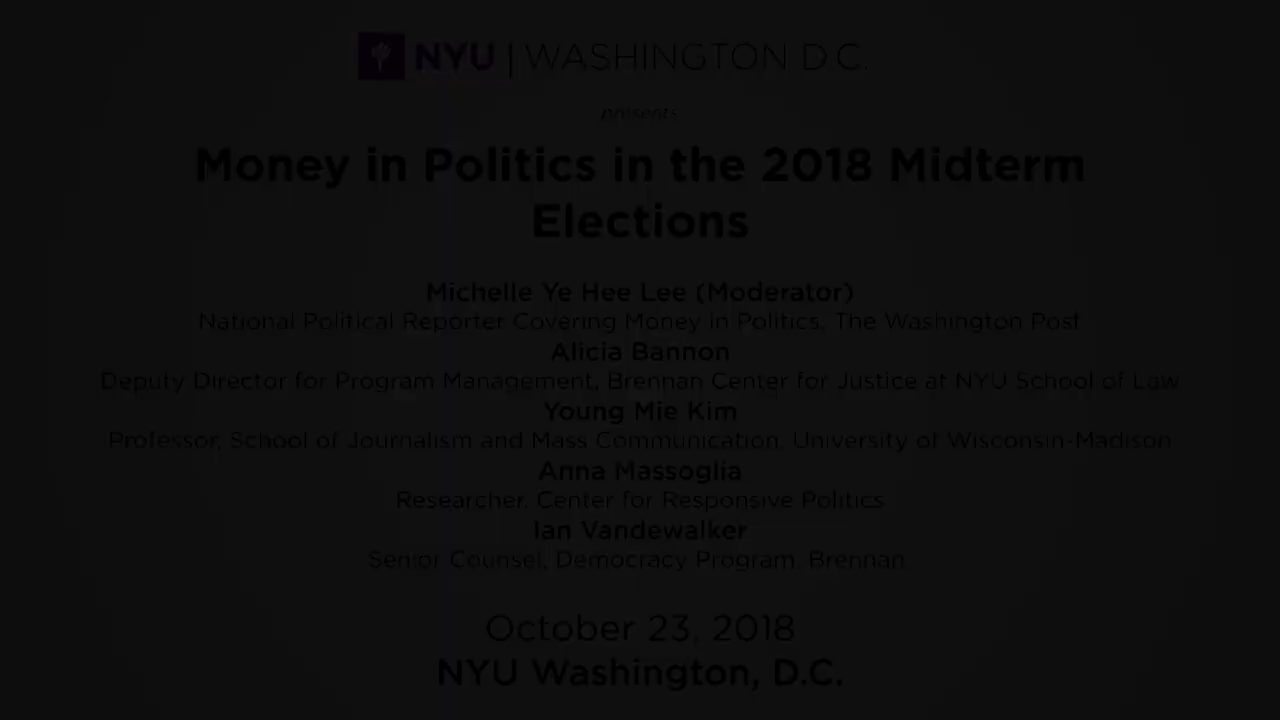 NYU | WASHINGTON D.C.
presents
Money in Politics in the 2018 Midterm
Elections
Michelle Ye Hee Lee (Moderator)
National Political Reporter Covering Money in Politics, The Washington Post
Alicia Bannon
Deputy Director for Program Management, Brennan Center for Justice at NYU School of Law
Young Mie Kim
Professor, School of Journalism and Mass Communication, University of Wisconsin-Madison
Anna Massoglia
Researcher, Center for Responsive Politics
Ian Vandewalker
Senior Counsel, Democracy Program, Brennan
October 23, 2018
NYU Washington, D.C.